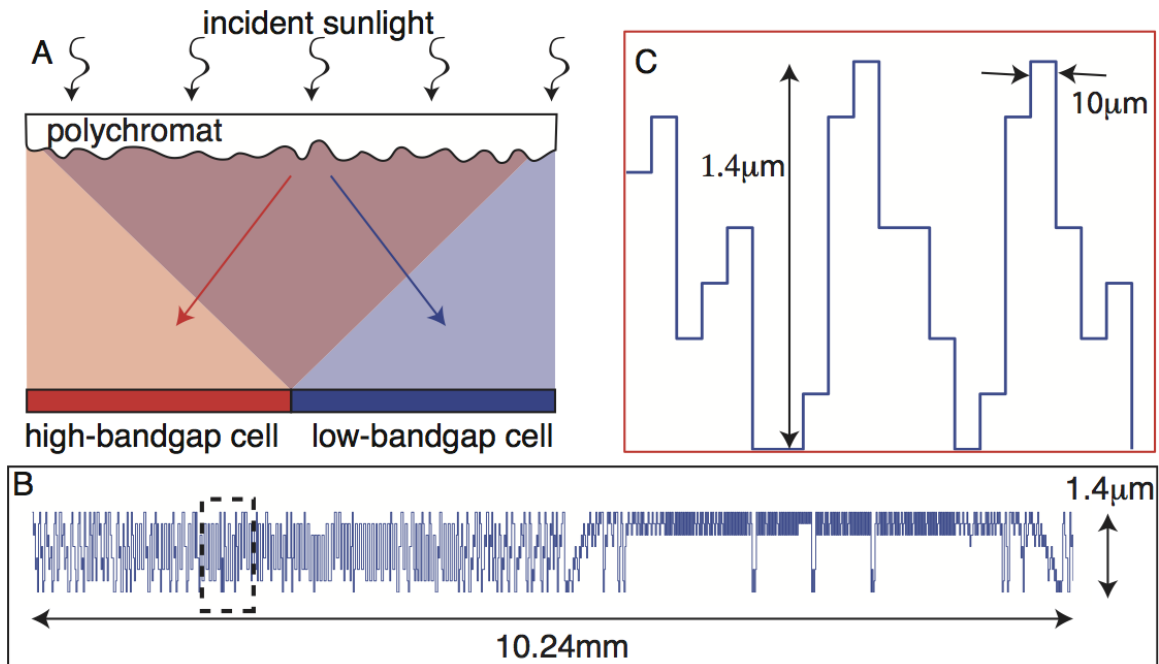 A
incident sunlight
polychromat
high-bandgap cell
low-bandgap cell
C
1.4μm
10μm
B
1.4μm
10.24mm